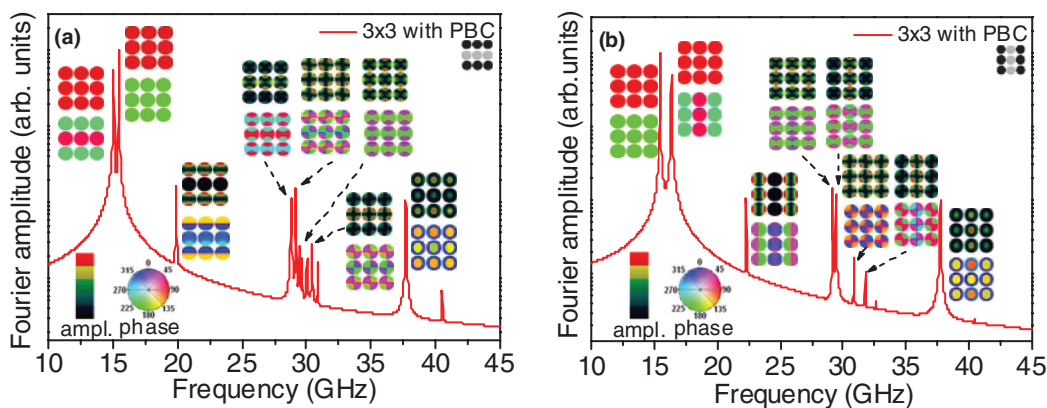 (a)
3x3 with PBC
Fourier amplitude (arb. units)
0
45
90
135
180
225
270
315
ampl. phase
10 15 20 25 30 35 40 45
Frequency (GHz)
(b)
3x3 with PBC
Fourier amplitude (arb.units)
0
45
90
135
180
225
270
315
ampl. phase
10 15 20 25 30 35 40 45
Frequency (GHz)